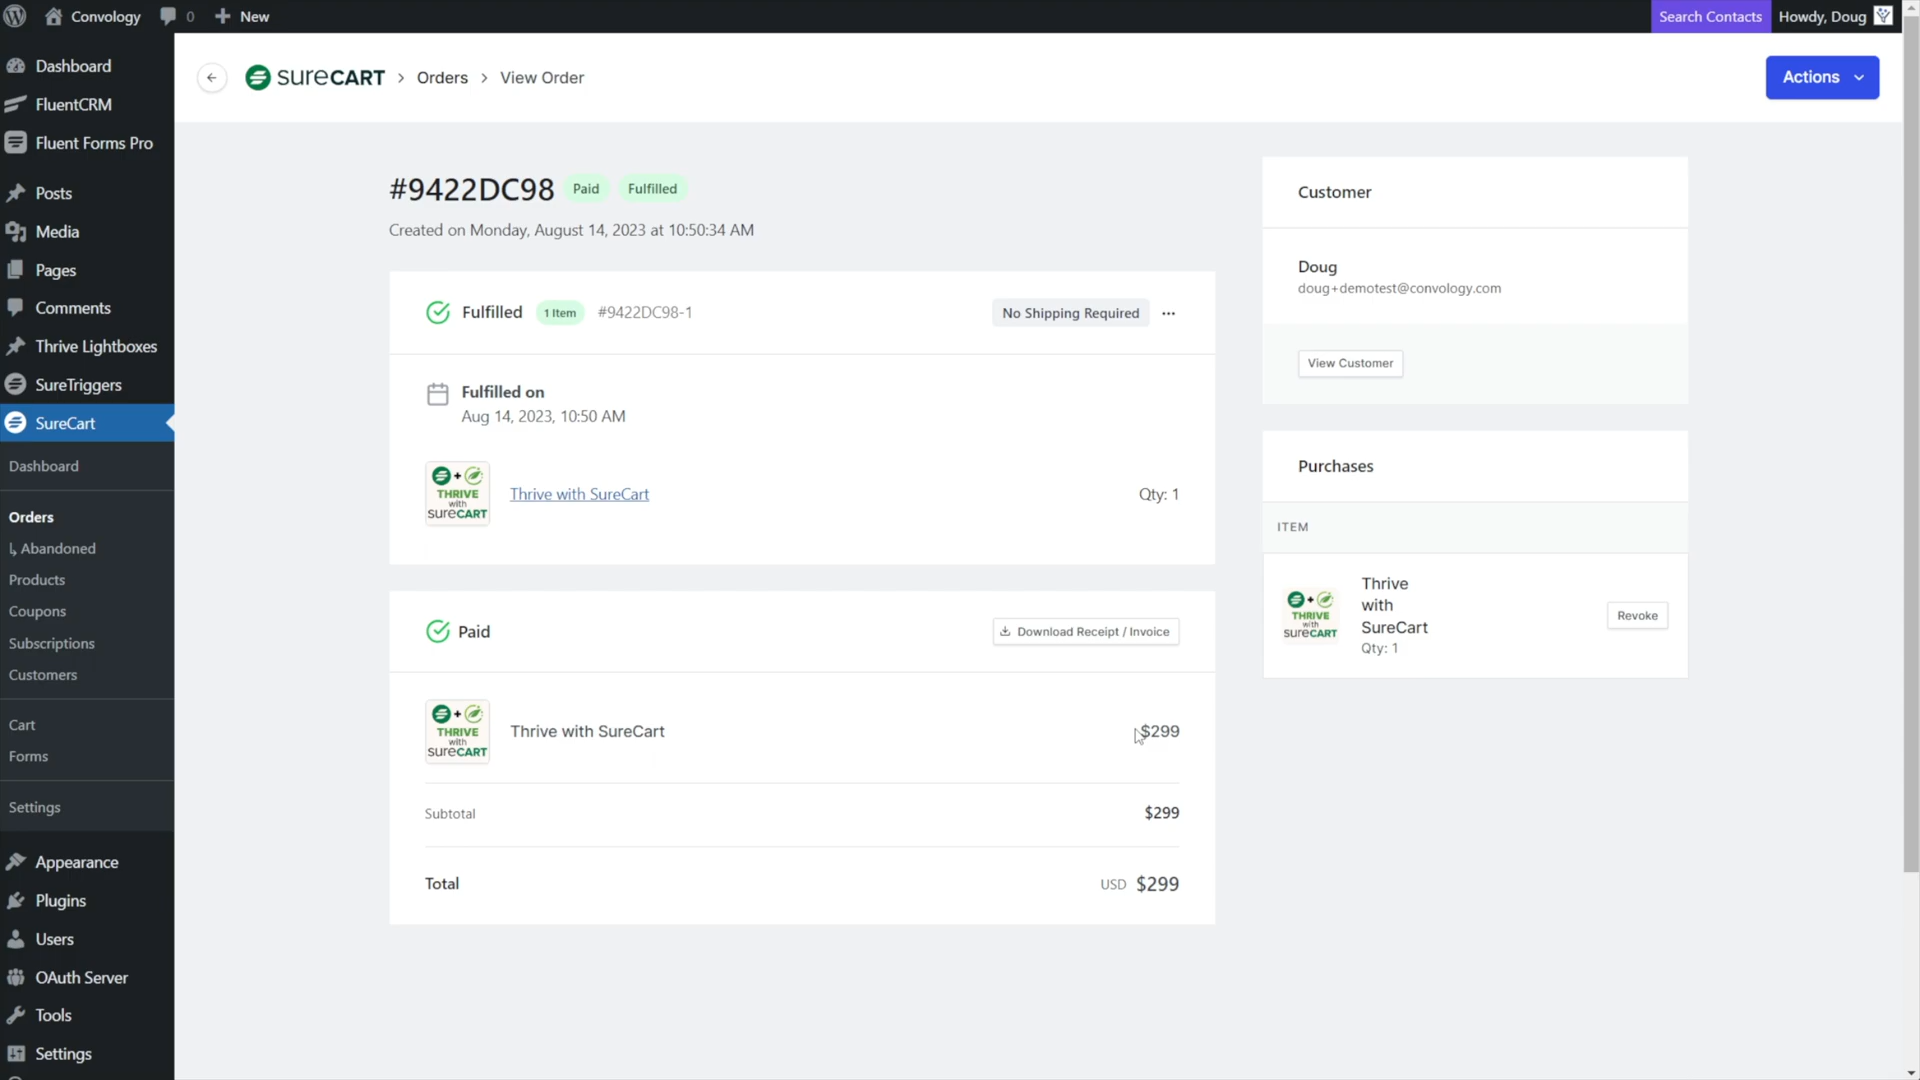 Convology
0
New
Search Contacts
Howdy, Doug
Dashboard
FluentCRM
Fluent Forms Pro
Posts
Media
Pages
Comments
Thrive Lightboxes
SureTriggers
SureCart
Dashboard
Orders
Abandoned
Products
Coupons
Subscriptions
Customers
Cart
Forms
Settings
Appearance
Plugins
Users
OAuth Server
Tools
Settings
SURECART > Orders > View Order
Actions
#9422DC98 Paid Fulfilled
Created on Monday, August 14, 2023 at 10:50:34 AM
Fulfilled 1 Item #9422DC98-1
No Shipping Required ...
Fulfilled on
Aug 14, 2023, 10:50 AM
THRIVE
with
SURECART
Thrive with SureCart
Qty: 1
Paid
Download Receipt / Invoice
THRIVE
with
SURECART
Thrive with SureCart
$299
Subtotal
$299
Total
USD $299
Customer
Doug
doug+demotest@convology.com
View Customer
Purchases
ITEM
THRIVE
with
SURECART
Thrive
with
SureCart
Qty: 1
Revoke